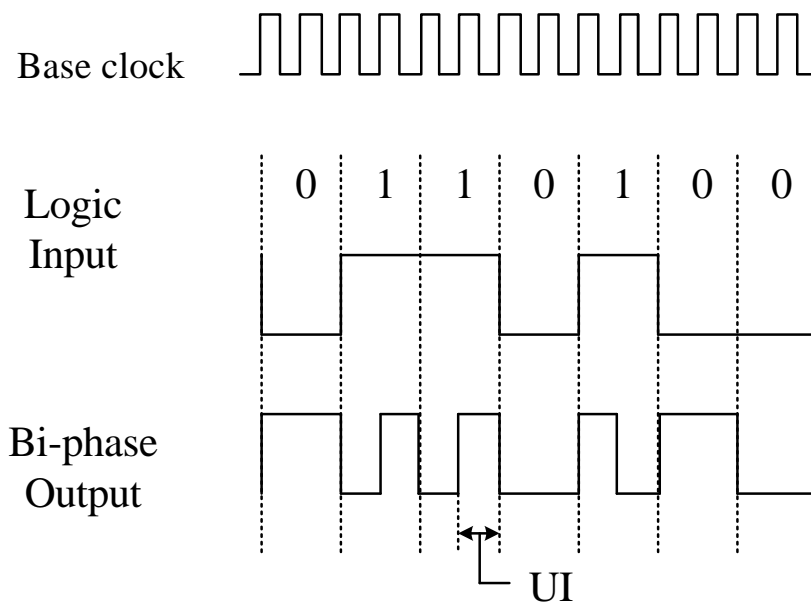 Base clock
0 1 1 0 1 0 0
Logic
Input
Bi-phase
Output
UI